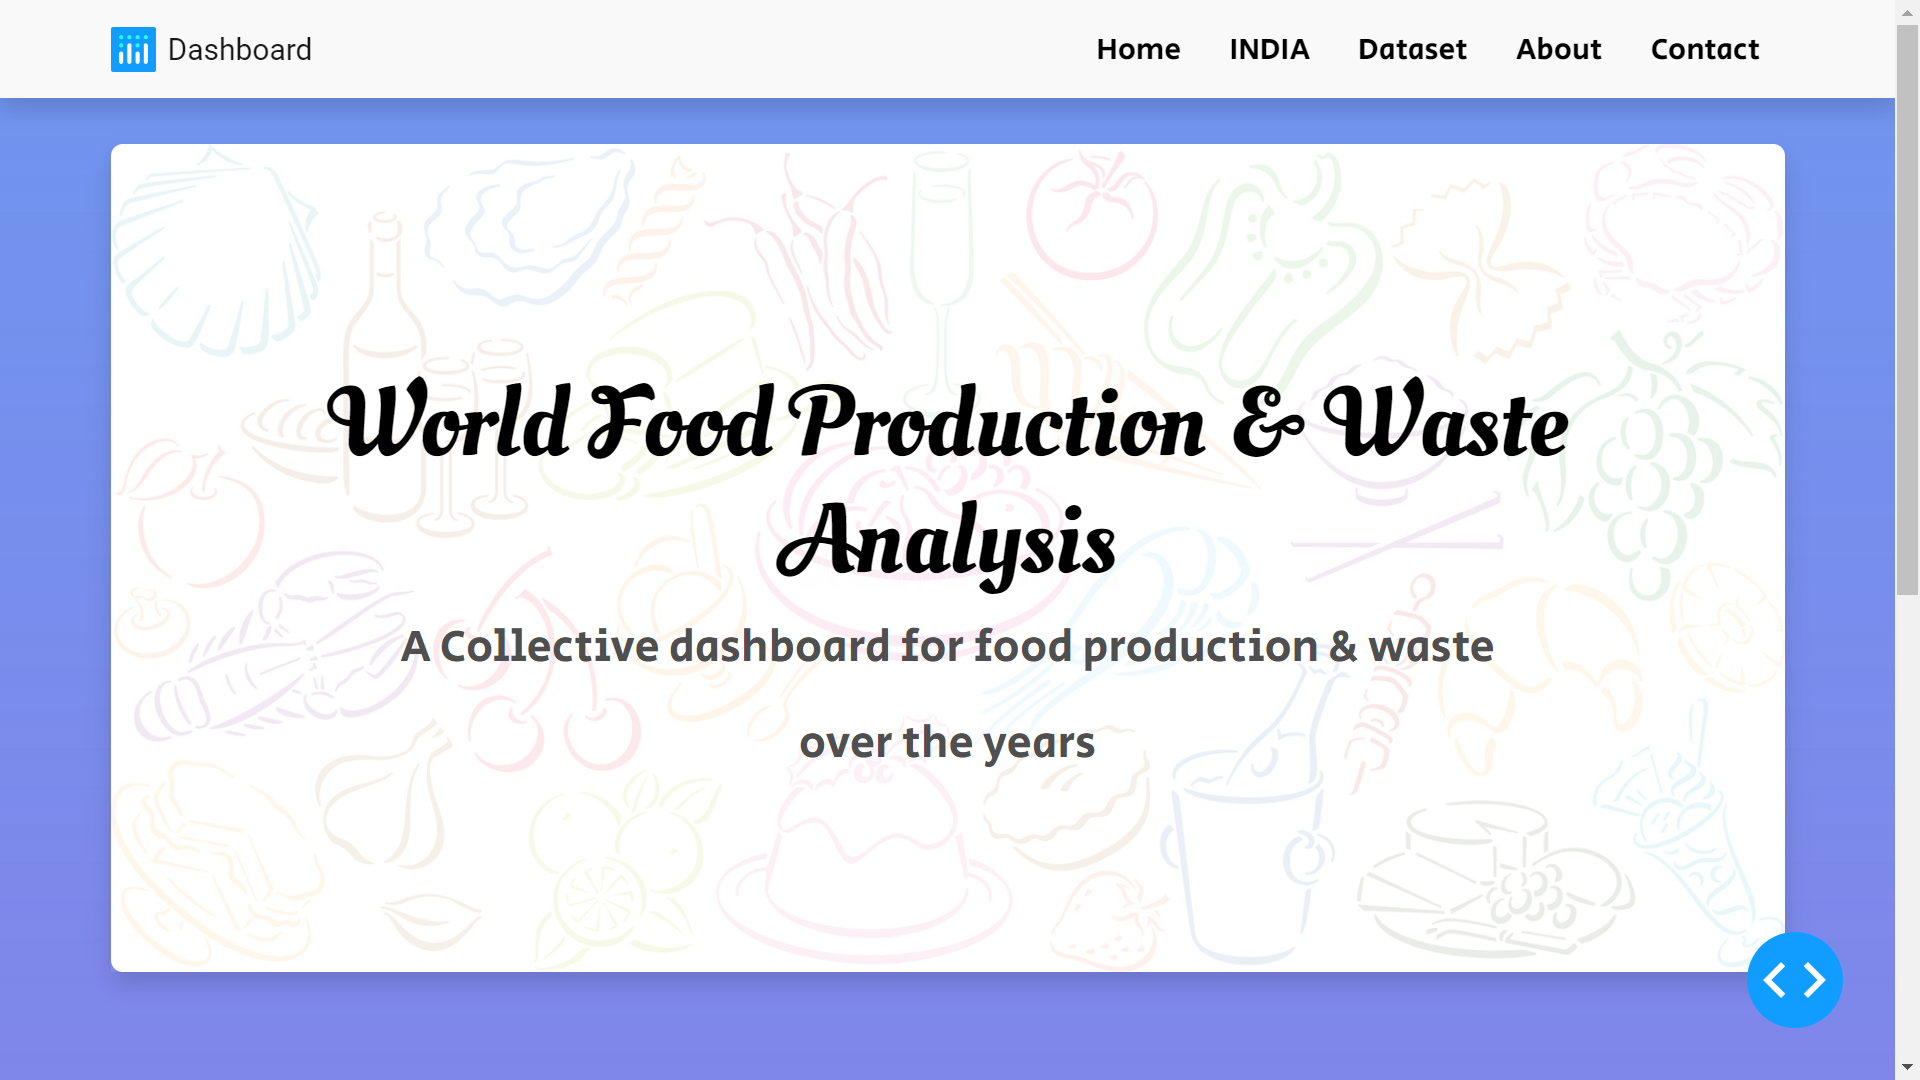 Dashboard
Home INDIA Dataset About Contact
World Food Production & Waste
Analysis
A Collective dashboard for food production & waste
over the years